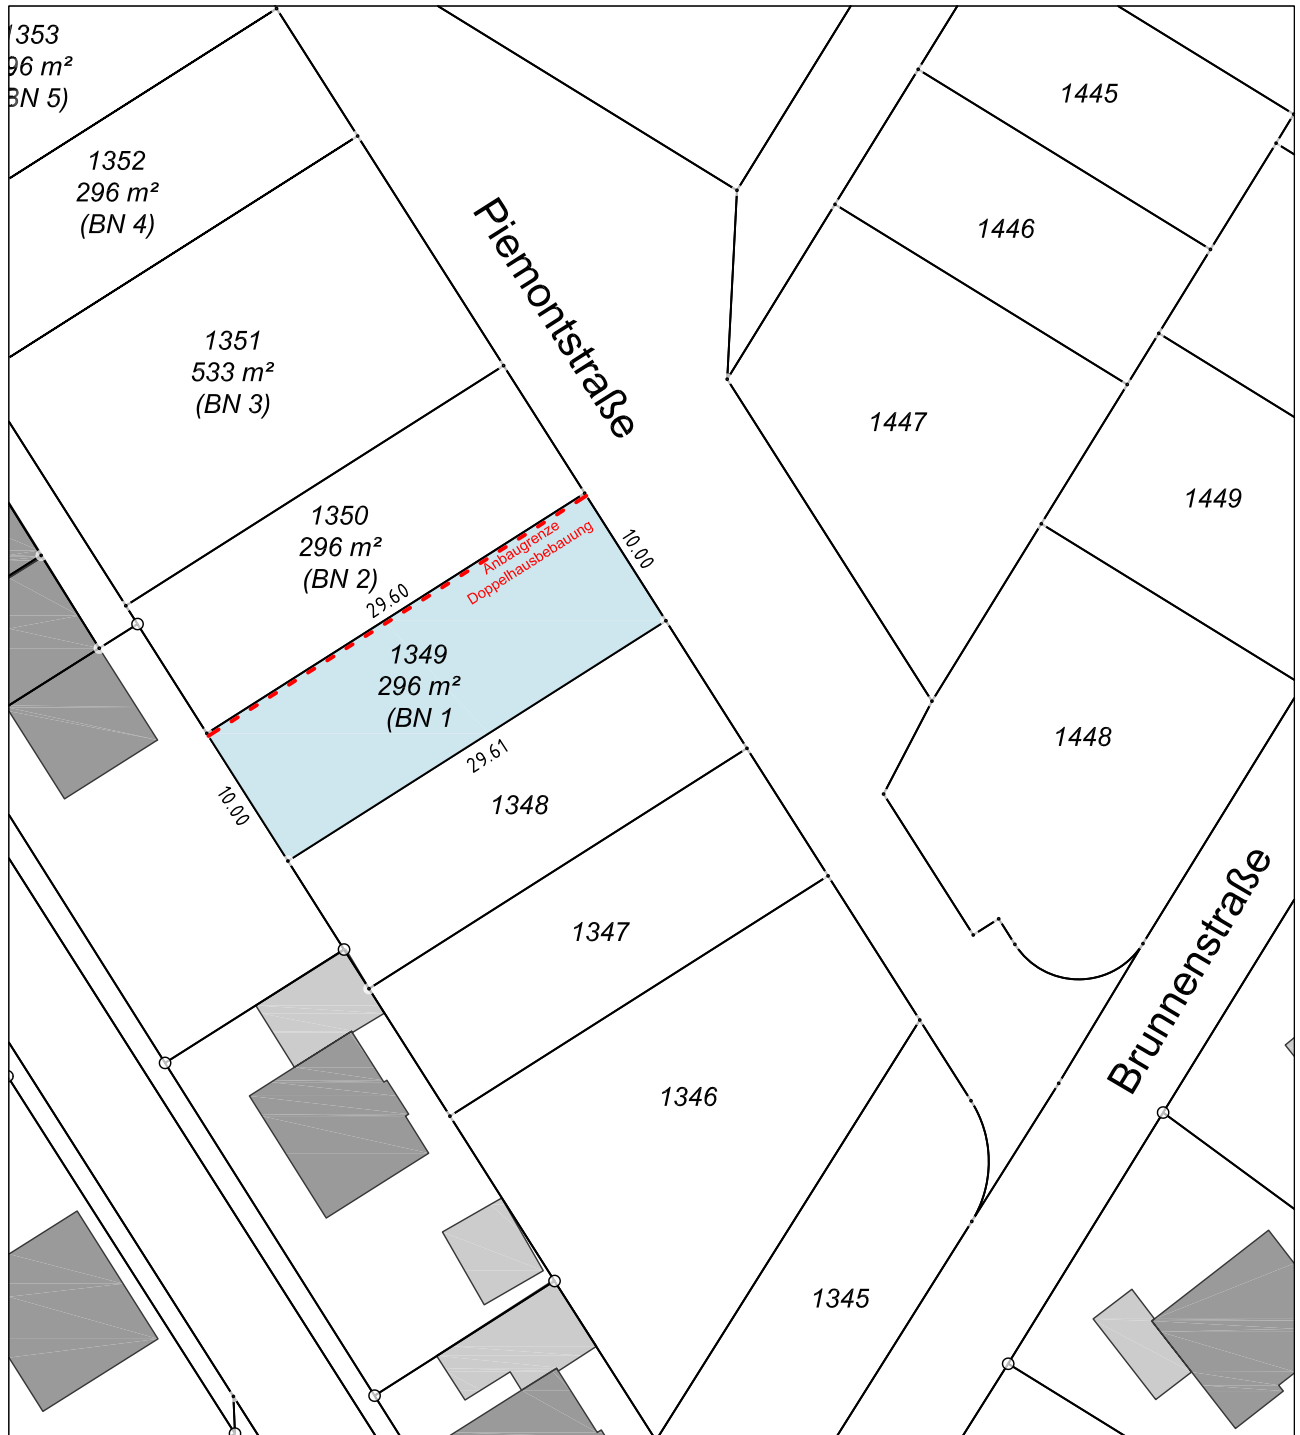 353
96 m²
BN 5)
1445
1352
296 m²
(BN 4)
1446
Piemontstraße
1351
533 m²
(BN 3)
1447
1449
1350
296 m²
(BN 2)
Anbaugrenze
Doppelhausbebauung
10.00
29.60
1349
296 m²
(BN 1
29.61
10.00
1448
1348
1347
Brunnenstraße
1346
1345